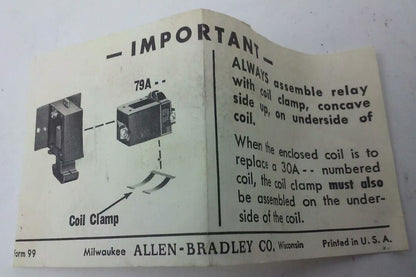 — IMPORTANT —
79A - -
Coil Clamp
ALWAYS assemble relay
with coil clamp, concave
side up, on underside of
coil.
When the enclosed coil is to
replace a 30A - - numbered
coil, the coil clamp must also
be assembled on the under-
side of the coil.
Form 99 Milwaukee ALLEN-BRADLEY CO. Wisconsin Printed in U. S. A.